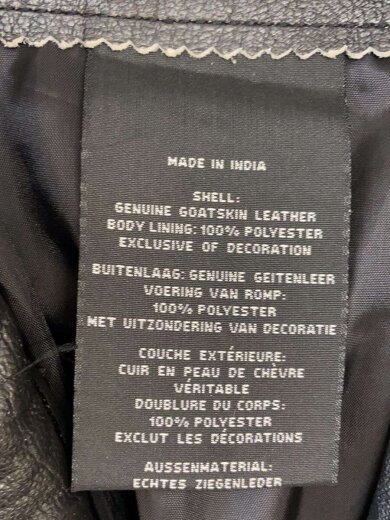 MADE IN INDIA
SHELL:
GENUINE GOATSKIN LEATHER
BODY LINING: 100% POLYESTER
EXCLUSIVE OF DECORATION
BUITENLAAG: GENUINE GEITENLEER
VOERING VAN ROMP:
100% POLYESTER
MET UITZONDERING VAN DECORATIE
COUCHE EXTÉRIEURE:
CUIR EN PEAU DE CHÈVRE
VÉRITABLE
DOUBLURE DU CORPS:
100% POLYESTER
EXCLUT LES DÉCORATIONS
AUSSENMATERIAL:
ECHTES ZIEGENLEDER